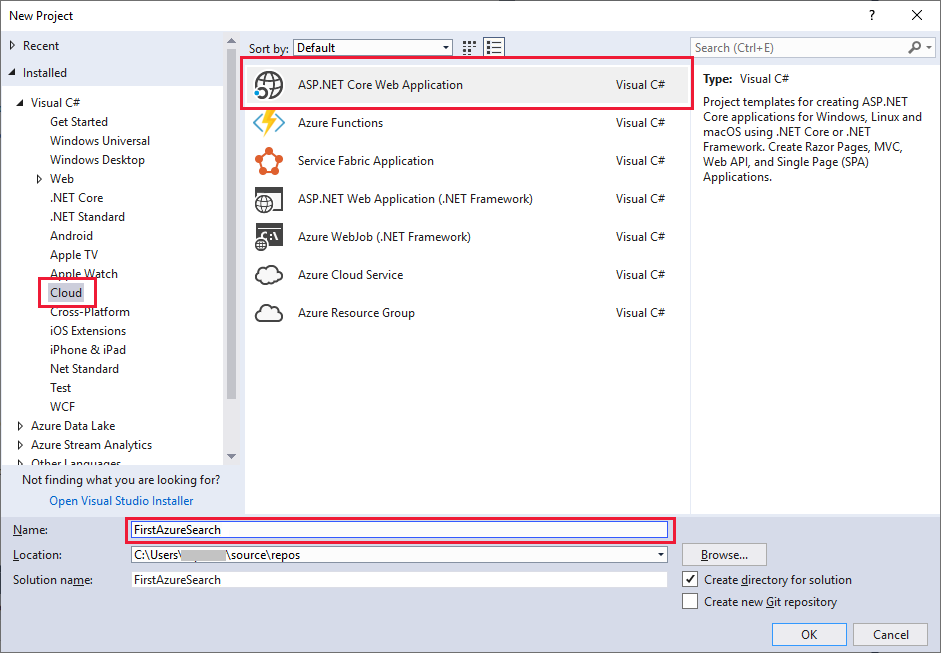 New Project
?
Recent
Installed
Visual C#
Get Started
Windows Universal
Windows Desktop
Web
.NET Core
.NET Standard
Android
Apple TV
Apple Watch
Cloud
Cross-Platform
iOS Extensions
iPhone & iPad
Net Standard
Test
WCF
Azure Data Lake
Azure Stream Analytics
Other Languages
Not finding what you are looking for?
Open Visual Studio Installer
Sort by: Default
ASP.NET Core Web Application Visual C#
Azure Functions Visual C#
Service Fabric Application Visual C#
ASP.NET Web Application (.NET Framework) Visual C#
Azure WebJob (.NET Framework) Visual C#
Azure Cloud Service Visual C#
Azure Resource Group Visual C#
Search (Ctrl+E)
Type: Visual C#
Project templates for creating ASP.NET
Core applications for Windows, Linux and
macOS using .NET Core or .NET
Framework. Create Razor Pages, MVC,
Web API, and Single Page (SPA)
Applications.
Name: FirstAzureSearch
Location: C:\Users\ \source\repos
Browse...
Solution name: FirstAzureSearch
Create directory for solution
Create new Git repository
OK
Cancel